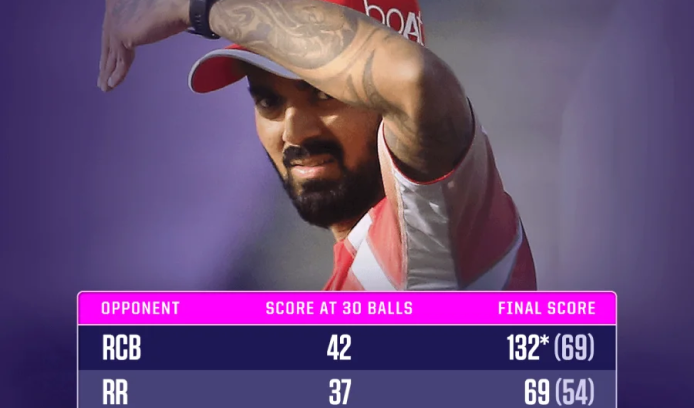 boAt
OPPONENT SCORE AT 30 BALLS FINAL SCORE
RCB 42 132* (69)
RR 37 69 (54)